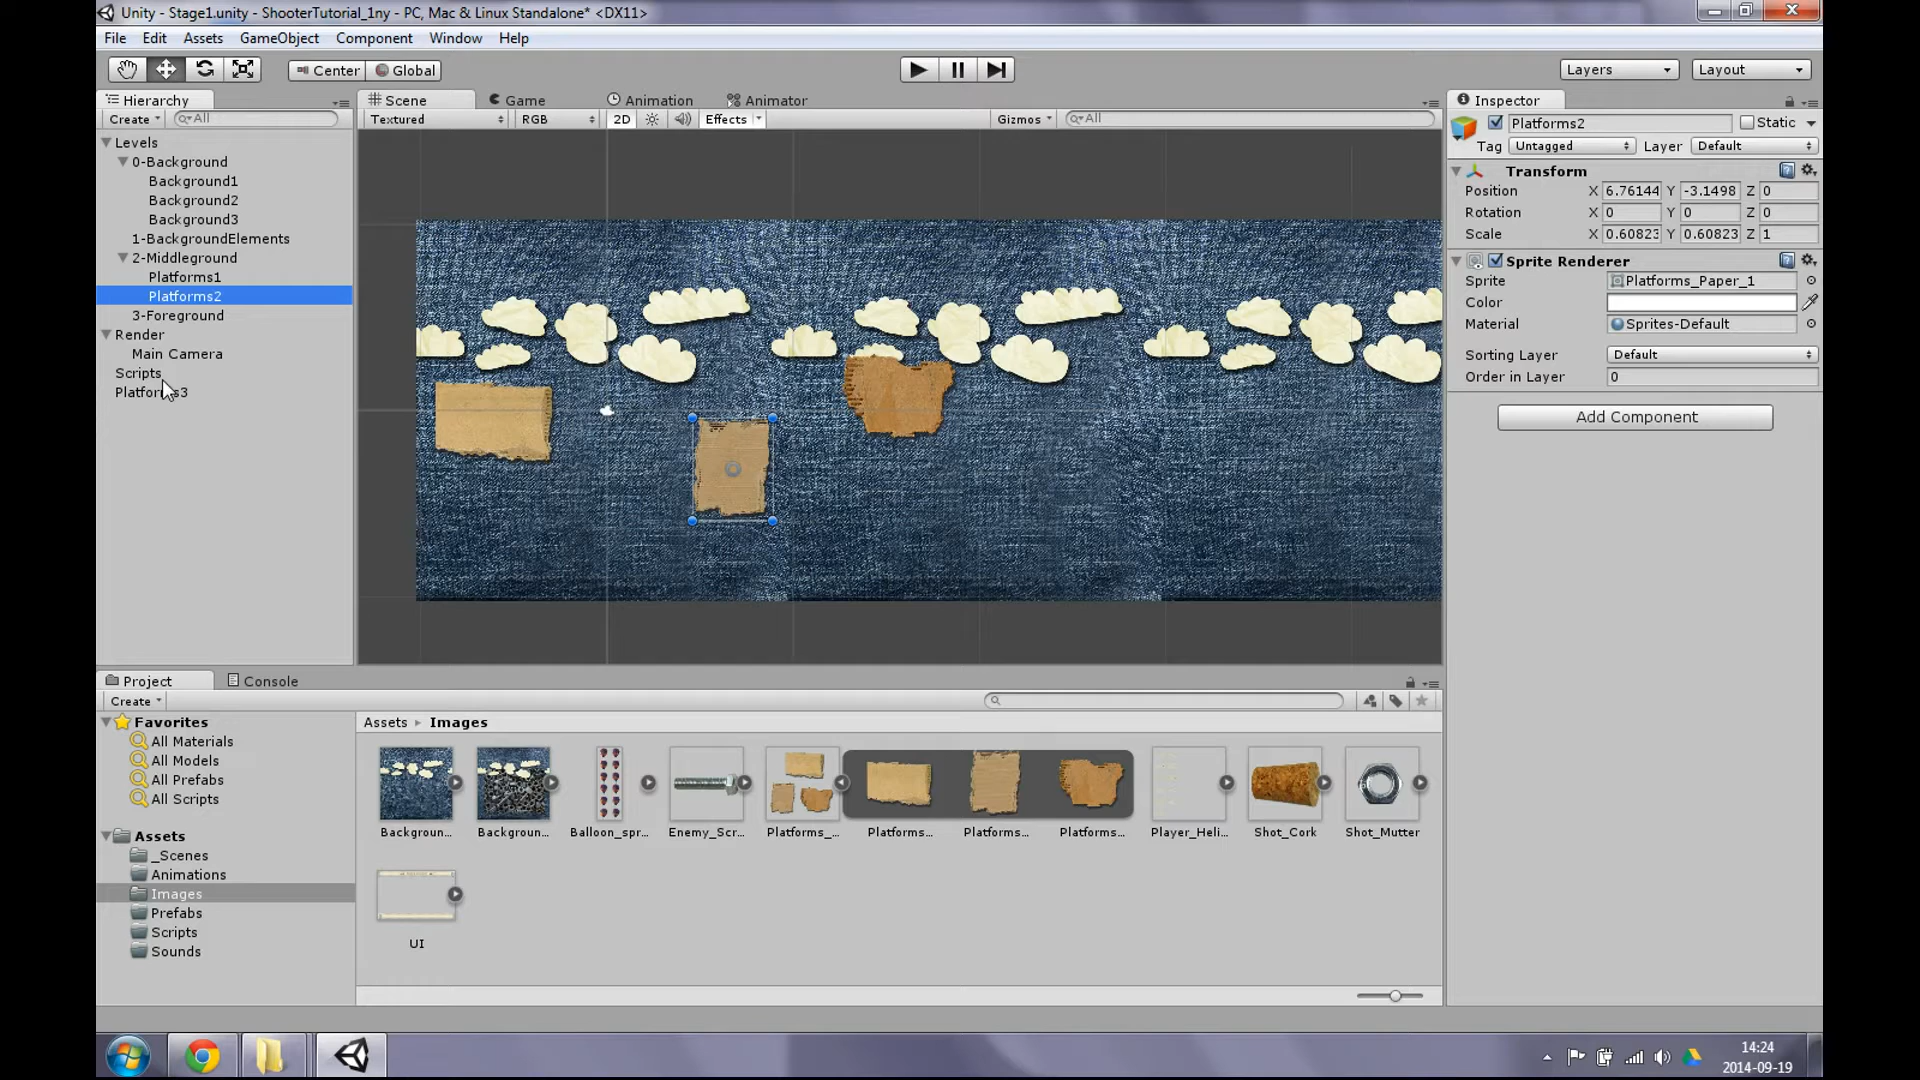 Unity - Stage1.unity - ShooterTutorial_1ny - PC, Mac & Linux Standalone* <DX11>
File Edit Assets GameObject Component Window Help
Center Global Layers Layout
Hierarchy
Create All
Levels
0-Background
Background1
Background2
Background3
1-BackgroundElements
2-Middleground
Platforms1
Platforms2
3-Foreground
Render
Main Camera
Scripts
Scene Game Animation Animator
Textured RGB 2D Effects Gizmos All
Inspector
Platforms2 Static
Tag Untagged Layer Default
Transform
Position X 6.76144 Y -3.1498 Z 0
Rotation X 0 Y 0 Z 0
Scale X 0.60823 Y 0.60823 Z 1
Sprite Renderer
Sprite Platforms_Paper_1
Color
Material Sprites-Default
Sorting Layer Default
Order in Layer 0
Add Component
Project Console
Create
Favorites
All Materials
All Models
All Prefabs
All Scripts
Assets
_Scenes
Animations
Images
Prefabs
Scripts
Sounds
Assets Images
Backgroun... Backgroun... Balloon_spr... Enemy_Scr... Platforms_... Platforms... Platforms... Platforms... Player_Heli... Shot_Cork Shot_Mutter
UI
14:24
2014-09-19